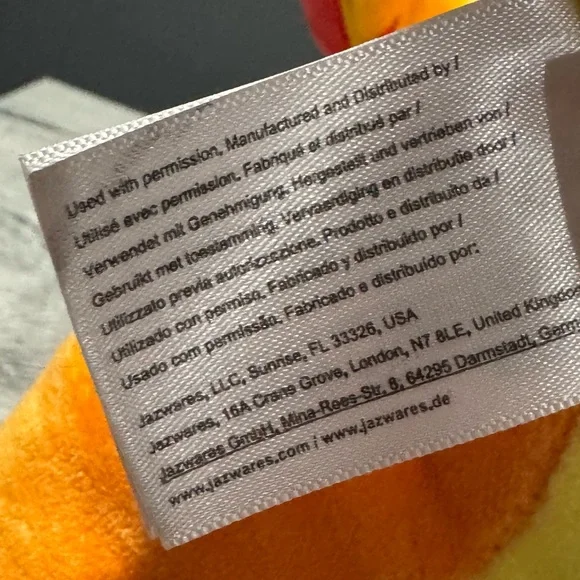 Used with permission. Manufactured and Distributed by /
Utilisé avec permission. Fabriqué et distribué par /
Verwendet mit Genehmigung. Hergestellt und vertrieben von /
Gebruikt met toestemming. Vervaardiging en distributie door /
Utilizzato previa autorizzazione. Prodotto e distribuito da /
Utilizado con permiso. Fabricado y distribuido por /
Usado com permissão. Fabricado e distribuído por:
Jazwares, LLC, Sunrise, FL 33326, USA
Jazwares, 16A Crane Grove, London, N7 8LE, United Kingdo
Jazwares GmbH, Mina-Rees-Str. 8, 64295 Darmstadt, Germ
www.jazwares.com | www.jazwares.de